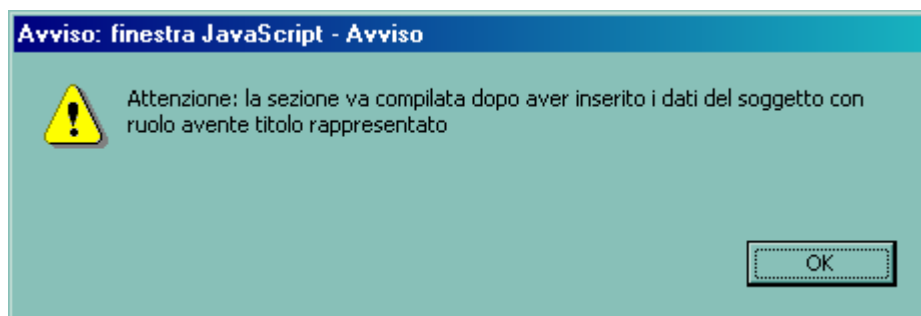 Avviso: finestra JavaScript - Avviso
Attenzione: la sezione va compilata dopo aver inserito i dati del soggetto con
ruolo avente titolo rappresentato
OK